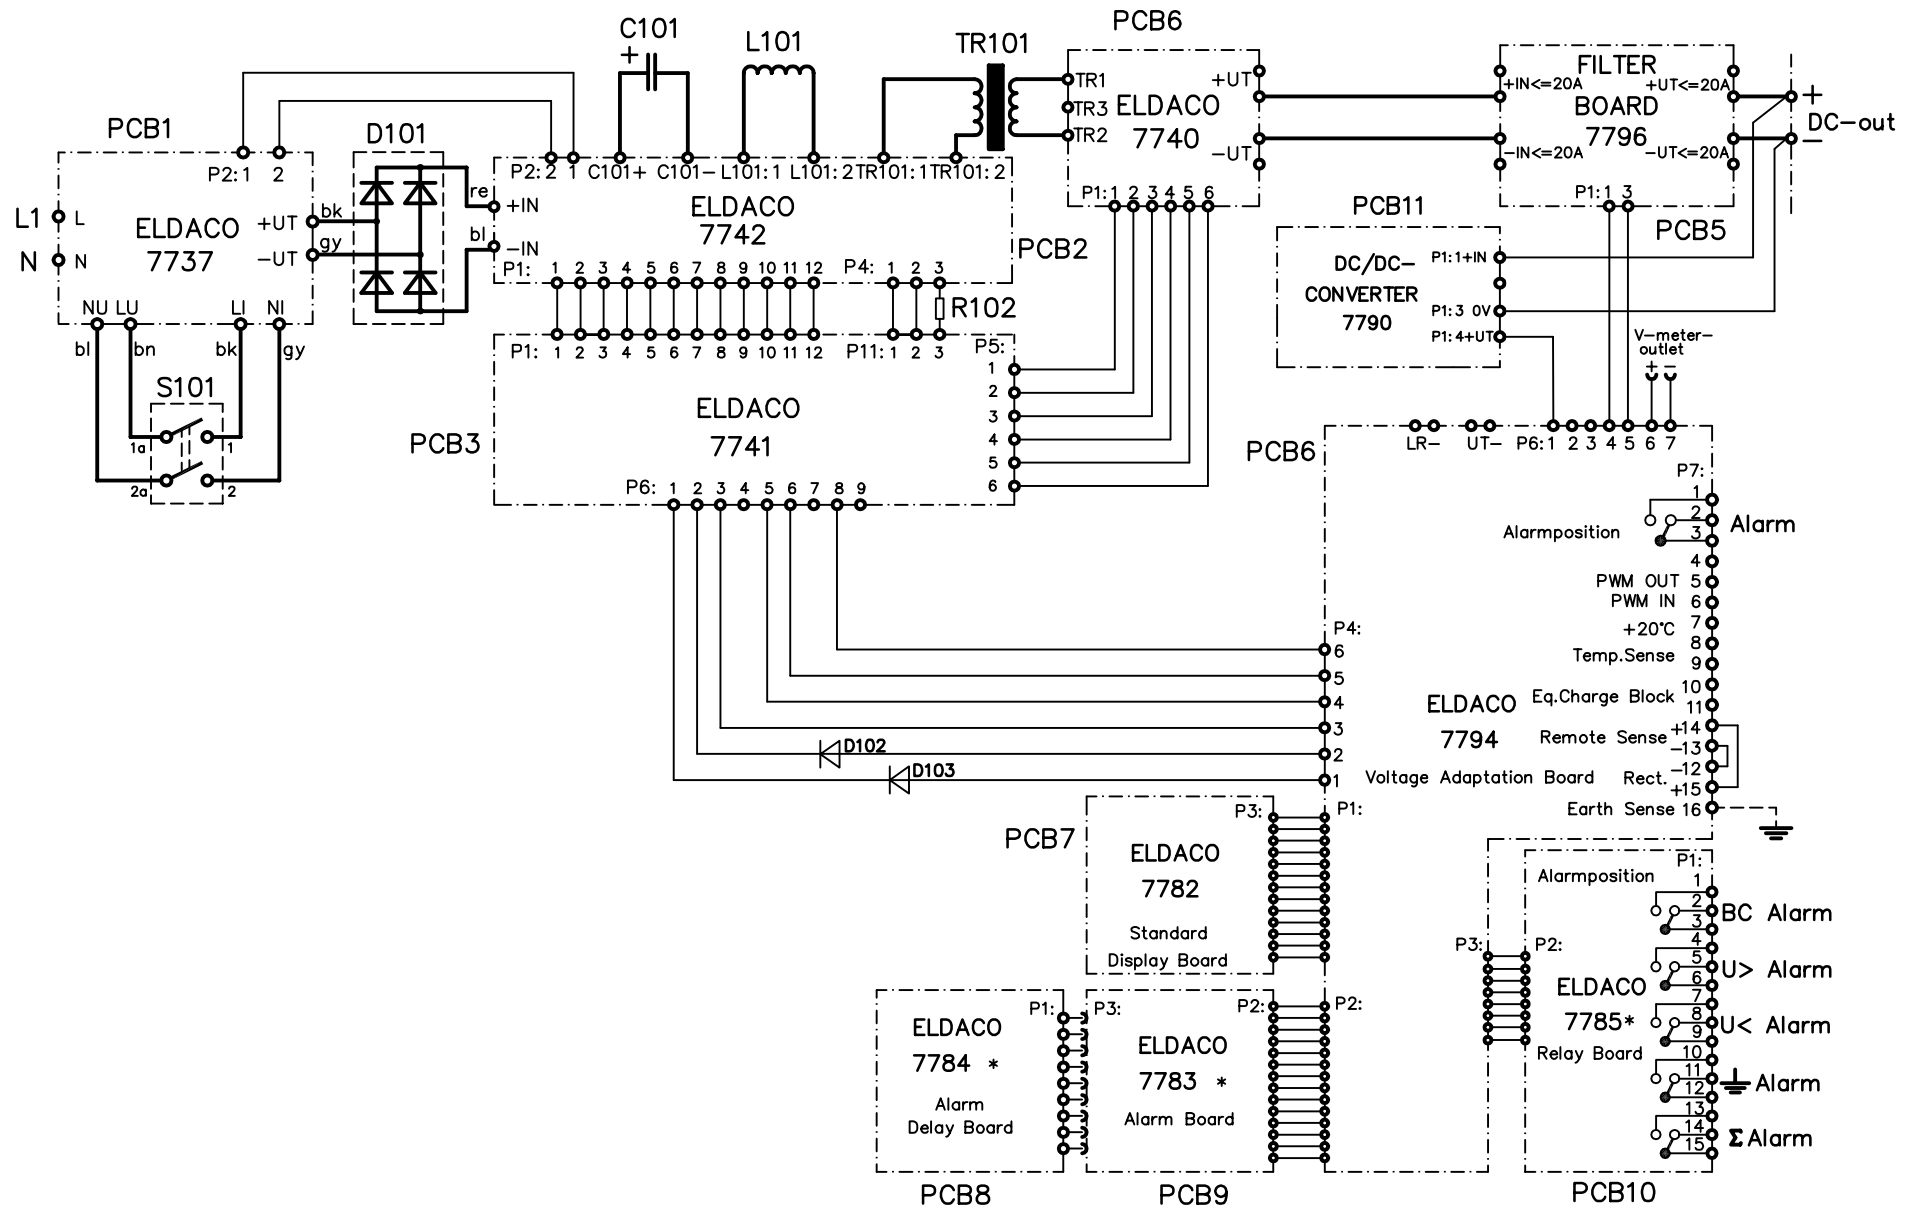 C101
+
L101
TR101
PCB6
PCB1
P2: 1 2
L1 L
N N
ELDACO
7737
+UT
-UT
bk
gy
NU LU LI NI
bl bn bk gy
S101
1a 1
2a 2
D101
re
bl
P2: 2 1 C101+ C101- L101:1 L101:2 TR101:1 TR101:2
+IN
-IN
ELDACO
7742
PCB2
P1: 1 2 3 4 5 6 7 8 9 10 11 12 P4: 1 2 3
R102
P1: 1 2 3 4 5 6 7 8 9 10 11 12 P11: 1 2 3
P5:
1
2
3
4
5
6
ELDACO
7741
PCB3
P6: 1 2 3 4 5 6 7 8 9
TR1
TR3
TR2
ELDACO
7740
+UT
-UT
P1: 1 2 3 4 5 6
FILTER
BOARD
7796
+IN<=20A
+UT<=20A
-IN<=20A
-UT<=20A
P1: 1 3
PCB5
+
DC-out
-
PCB11
DC/DC-
CONVERTER
7790
P1:1+IN
P1:3 0V
P1:4+UT
V-meter-
outlet
+ -
PCB6
LR- UT- P6:1 2 3 4 5 6 7
P7:
1
2
3
4
PWM OUT 5
PWM IN 6
7
+20°C
8
Temp.Sense
9
10
Eq.Charge Block
11
+14
Remote Sense
-13
-12
Rect.
+15
Earth Sense 16
Alarmposition
Alarm
P4:
6
5
4
3
2
1
D102
D103
ELDACO
7794
Voltage Adaptation Board
P1:
P2:
P3:
PCB7
P3:
ELDACO
7782
Standard
Display Board
P1:
ELDACO
7784 *
Alarm
Delay Board
PCB8
P3: P2:
ELDACO
7783 *
Alarm Board
PCB9
P2:
P1:
Alarmposition
ELDACO
7785*
Relay Board
1
2
3
4
5
6
7
8
9
10
11
12
13
14
15
BC Alarm
U> Alarm
U< Alarm
Alarm
Σ Alarm
PCB10